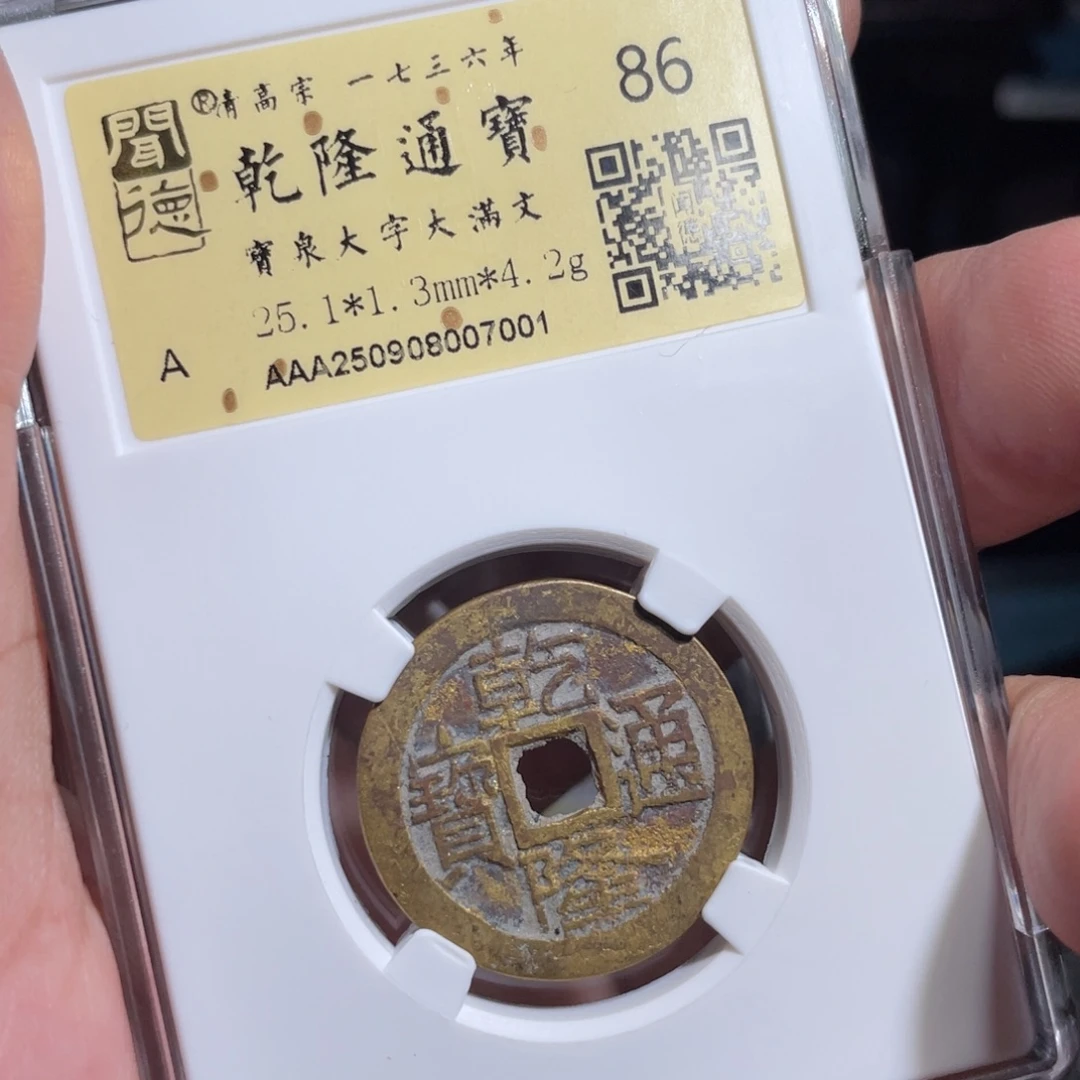 聞德
®清高宗 一七三六年
86
乾隆通寶
寶泉大字大滿文
25.1*1.3mm*4.2g
A
AAA250908007001
乾隆通寶